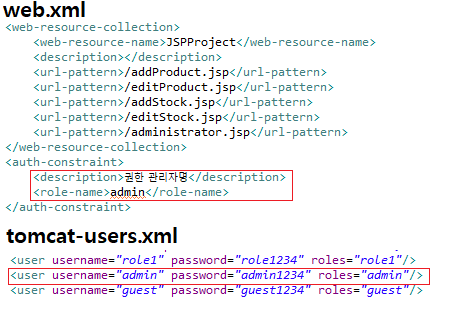 web.xml
<web-resource-collection>
<web-resource-name>JSPProject</web-resource-name>
<description></description>
<url-pattern>/addProduct.jsp</url-pattern>
<url-pattern>/editProduct.jsp</url-pattern>
<url-pattern>/addStock.jsp</url-pattern>
<url-pattern>/editStock.jsp</url-pattern>
<url-pattern>/administrator.jsp</url-pattern>
</web-resource-collection>
<auth-constraint>
<description>권한 관리자명</description>
<role-name>admin</role-name>
</auth-constraint>
tomcat-users.xml
<user username="role1" password="role1234" roles="role1"/>
<user username="admin" password="admin1234" roles="admin"/>
<user username="guest" password="guest1234" roles="guest"/>